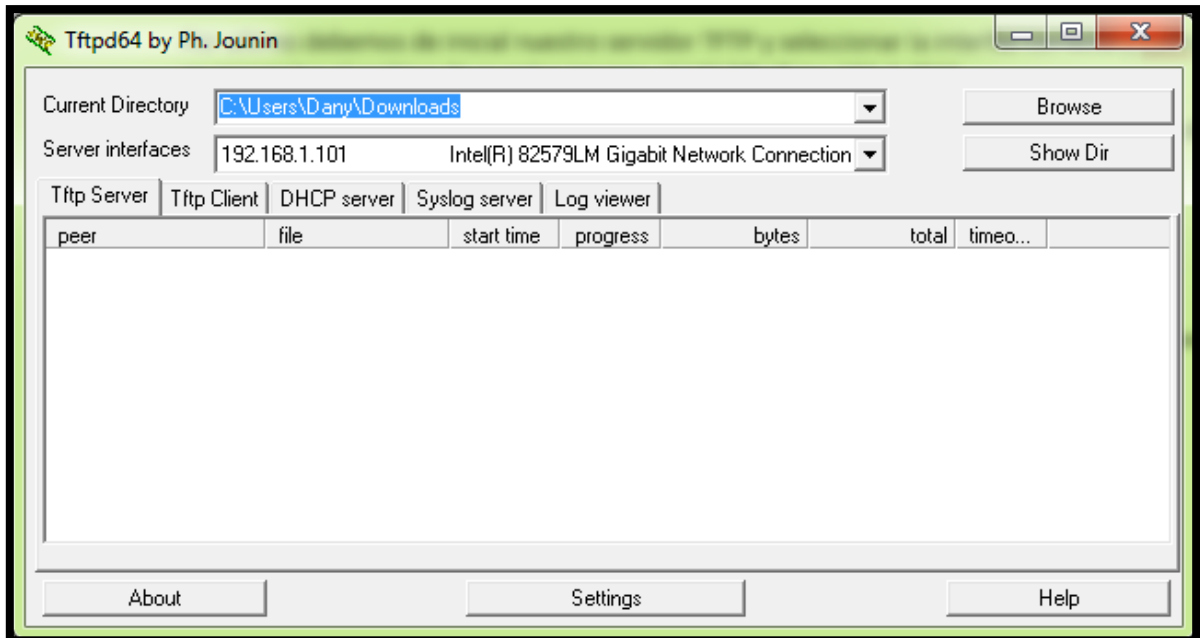 Tftpd64 by Ph. Jounin
Current Directory C:\Users\Dany\Downloads Browse
Server interfaces 192.168.1.101 Intel(R) 82579LM Gigabit Network Connection Show Dir
Tftp Server Tftp Client DHCP server Syslog server Log viewer
peer file start time progress bytes total timeo...
About Settings Help